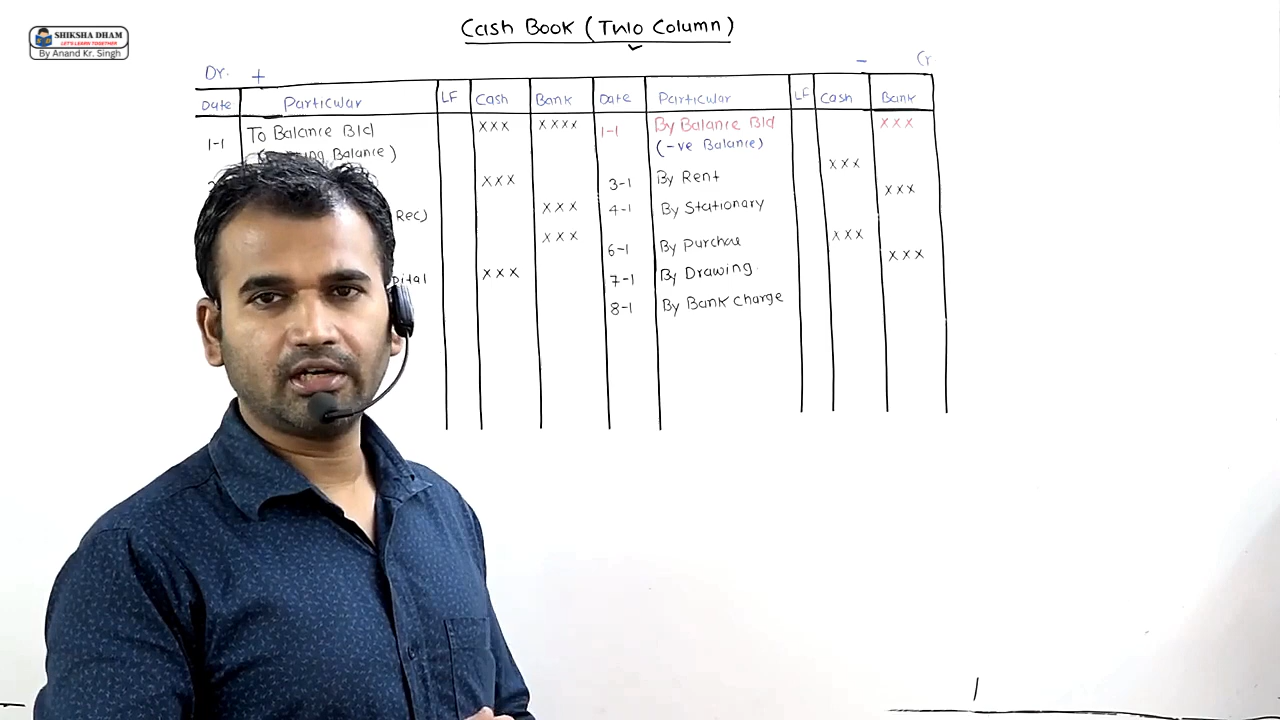 SHIKSHA DHAM
LET'S LEARN TOGETHER
By Anand Kr. Singh
Cash Book (Two Column)
Dr. +
- Cr
Date Particular LF Cash Bank Date Particular LF Cash Bank
1-1 To Balance B/d xxx xxxx 1-1 By Balance B/d xxx
Balance) (-ve Balance)
xxx 3-1 By Rent xxx
Rec) xxx 4-1 By Stationary xxx
xxx 6-1 By Purchae xxx
pital xxx 7-1 By Drawing. xxx
8-1 By Bank charge